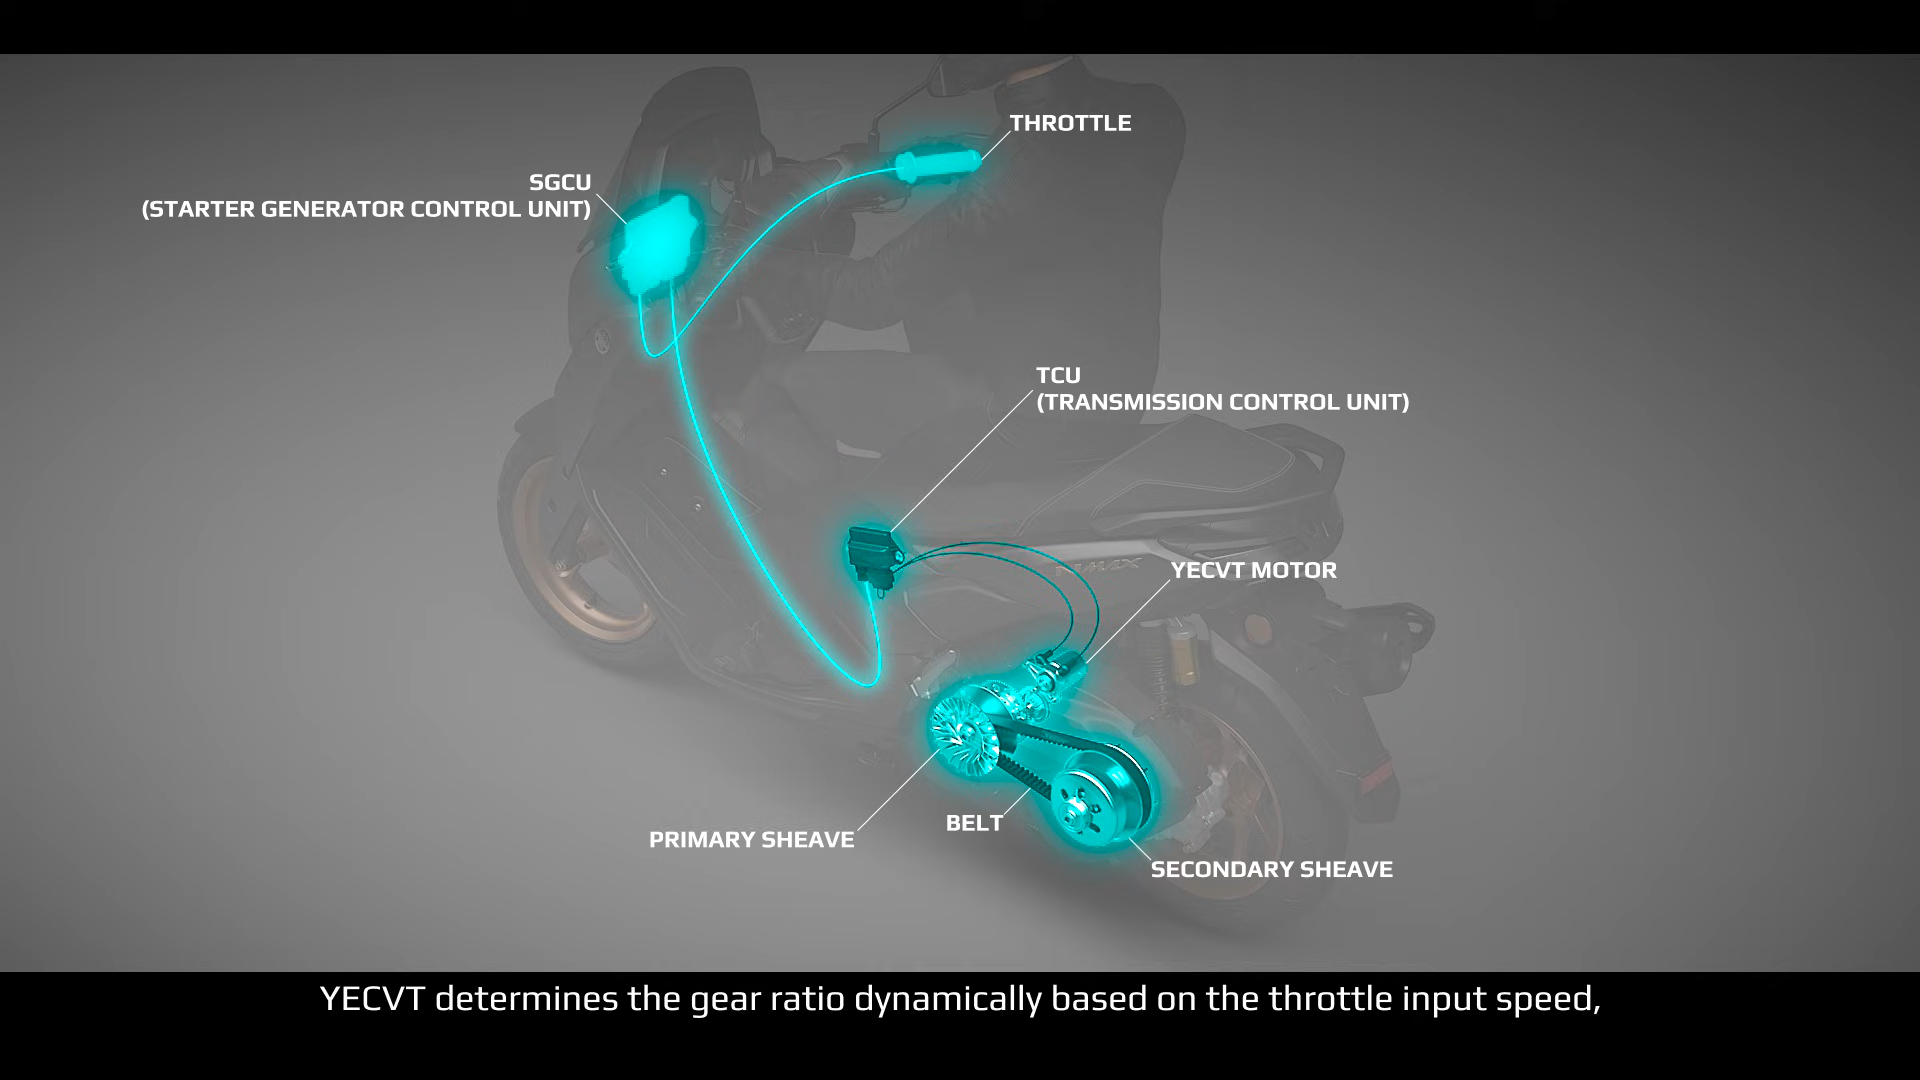 THROTTLE
SGCU
(STARTER GENERATOR CONTROL UNIT)
TCU
(TRANSMISSION CONTROL UNIT)
NMAX
YECVT MOTOR
BELT
PRIMARY SHEAVE
SECONDARY SHEAVE
YECVT determines the gear ratio dynamically based on the throttle input speed,